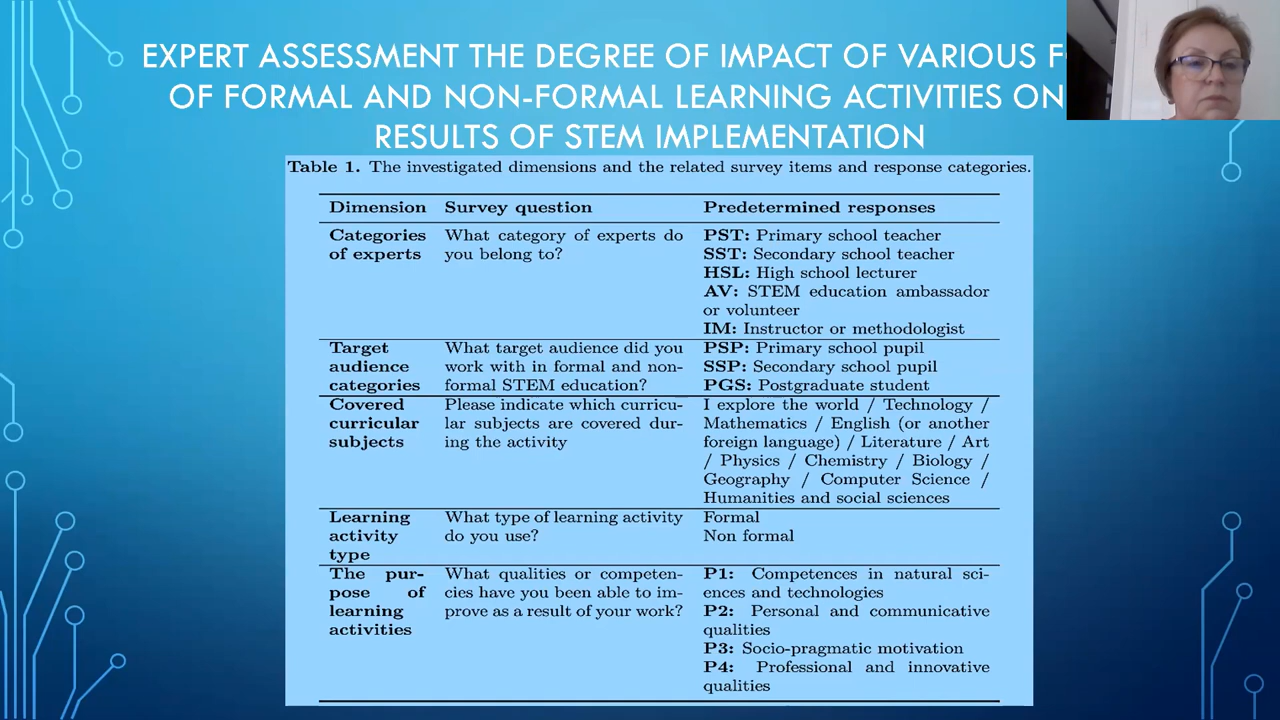 EXPERT ASSESSMENT THE DEGREE OF IMPACT OF VARIOUS
OF FORMAL AND NON-FORMAL LEARNING ACTIVITIES ON
RESULTS OF STEM IMPLEMENTATION
Table 1. The investigated dimensions and the related survey items and response categories.
Dimension Survey question Predetermined responses
Categories What category of experts do PST: Primary school teacher
of experts you belong to? SST: Secondary school teacher
HSL: High school lecturer
AV: STEM education ambassador
or volunteer
IM: Instructor or methodologist
Target What target audience did you PSP: Primary school pupil
audience work with in formal and non- SSP: Secondary school pupil
categories formal STEM education? PGS: Postgraduate student
Covered Please indicate which curricu- I explore the world / Technology /
curricular lar subjects are covered dur- Mathematics / English (or another
subjects ing the activity foreign language) / Literature / Art
/ Physics / Chemistry / Biology /
Geography / Computer Science /
Humanities and social sciences
Learning What type of learning activity Formal
activity do you use? Non formal
type
The pur- What qualities or competen- P1: Competences in natural sci-
pose of cies have you been able to im- ences and technologies
learning prove as a result of your work? P2: Personal and communicative
activities qualities
P3: Socio-pragmatic motivation
P4: Professional and innovative
qualities